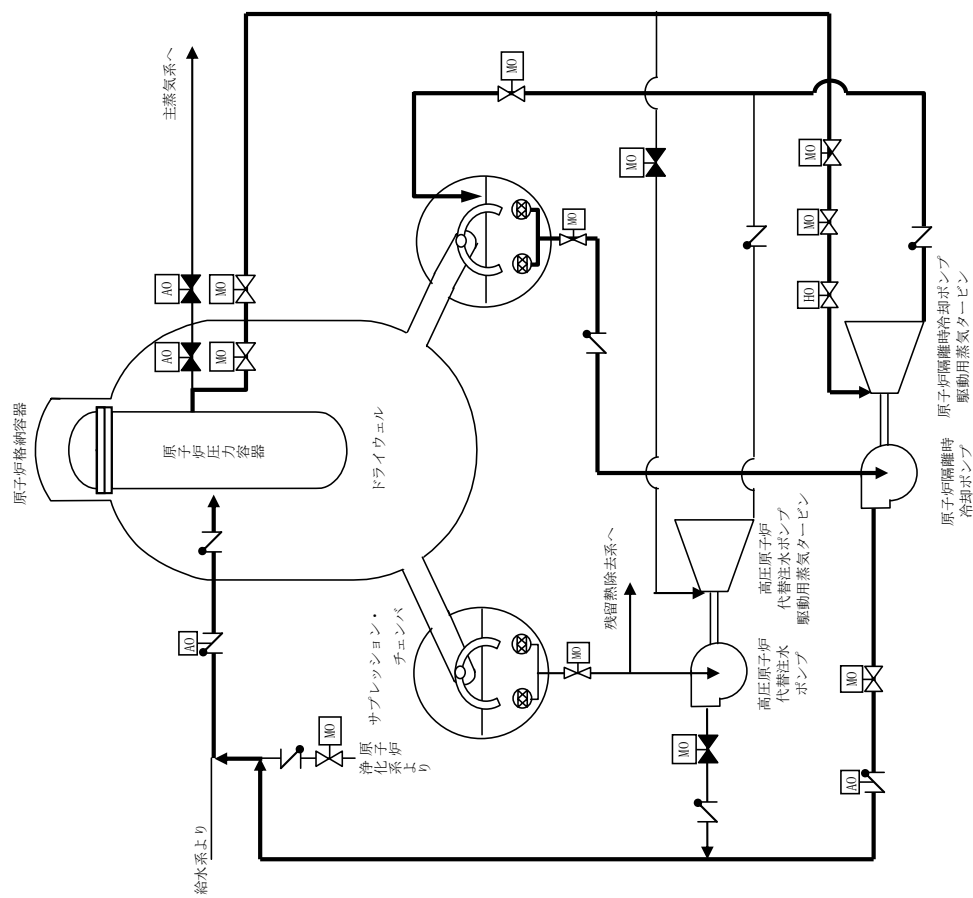 主蒸気系へ
MO
MO
MO
MO
AO
MO
MO
MO
HO
AO
MO
原子炉格納容器
原子炉圧力容器
ドライウェル
原子炉隔離時冷却ポンプ
駆動用蒸気タービン
原子炉隔離時
冷却ポンプ
高圧原子炉
代替注水ポンプ
駆動用蒸気タービン
残留熱除去系へ
サプレッション・
チェンバ
AO
MO
高圧原子炉
代替注水
ポンプ
MO
MO
原子炉
浄化系より
MO
AO
給水系より